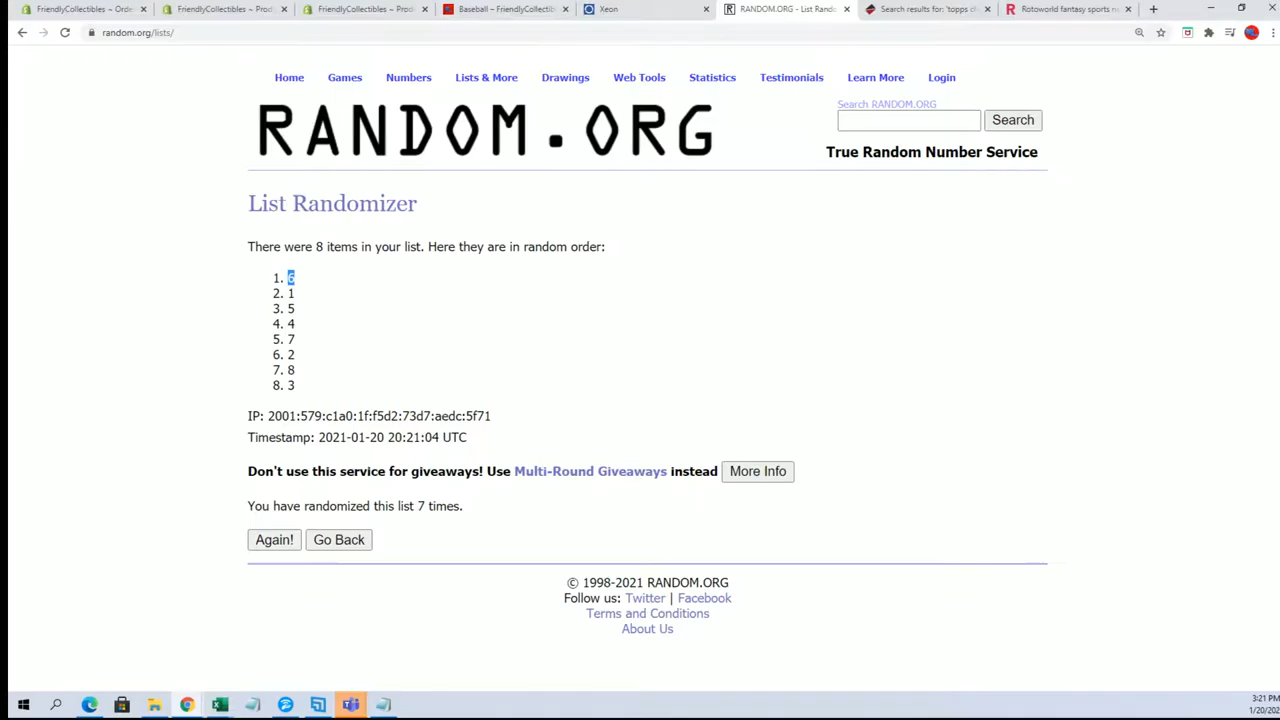 FriendlyCollectibles ~ Orde
FriendlyCollectibles ~ Prod
FriendlyCollectibles ~ Prod
Baseball ~ FriendlyCollectib
Xeon
RANDOM.ORG - List Rando
Search results for: 'topps cl
Rotoworld fantasy sports ne
random.org/lists/
Home Games Numbers Lists & More Drawings Web Tools Statistics Testimonials Learn More Login
RANDOM.ORG
Search RANDOM.ORG
Search
True Random Number Service
List Randomizer
There were 8 items in your list. Here they are in random order:
1. 6
2. 1
3. 5
4. 4
5. 7
6. 2
7. 8
8. 3
IP: 2001:579:c1a0:1f:f5d2:73d7:aedc:5f71
Timestamp: 2021-01-20 20:21:04 UTC
Don't use this service for giveaways! Use Multi-Round Giveaways instead More Info
You have randomized this list 7 times.
Again! Go Back
© 1998-2021 RANDOM.ORG
Follow us: Twitter | Facebook
Terms and Conditions
About Us
3:21 PM
1/20/202